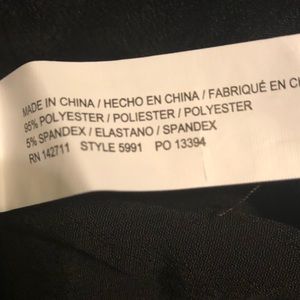 MADE IN CHINA / HECHO EN CHINA / FABRIQUÉ EN C
95% POLYESTER / POLIESTER / POLYESTER
5% SPANDEX / ELASTANO / SPANDEX
RN 142711 STYLE 5991 PO 13394